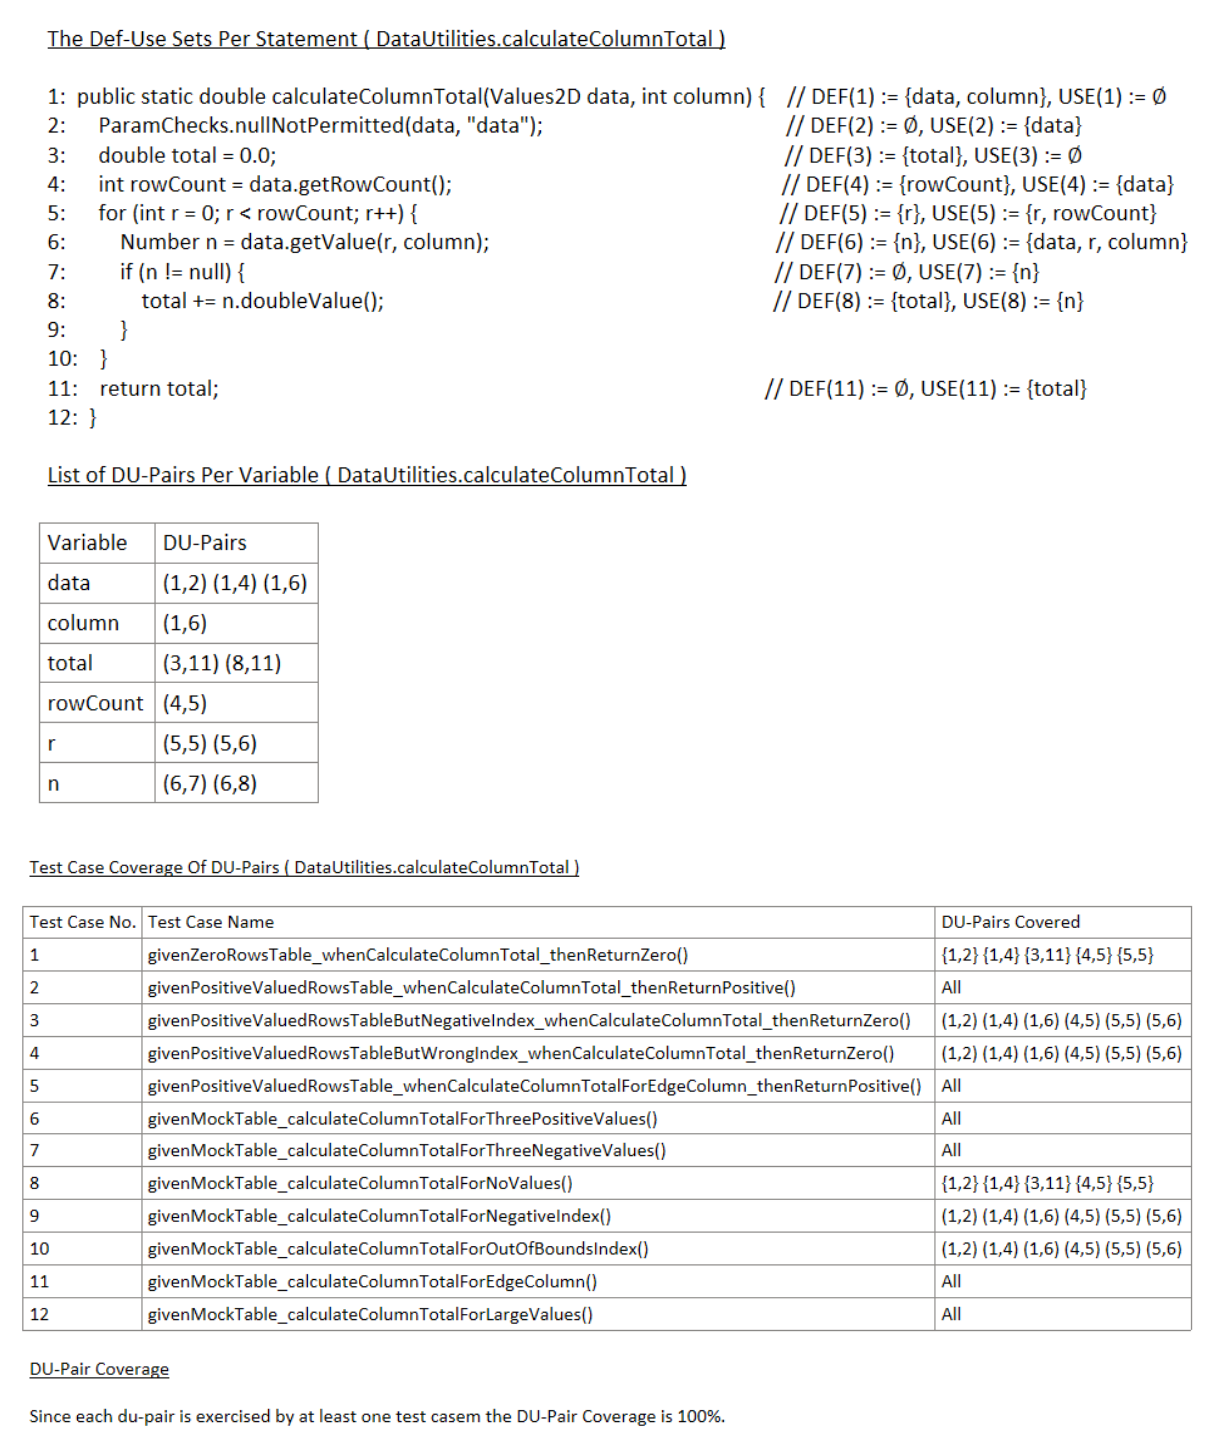 The Def-Use Sets Per Statement ( DataUtilities.calculateColumnTotal )
1: public static double calculateColumnTotal(Values2D data, int column) { // DEF(1) := {data, column}, USE(1) := Ø
2: ParamChecks.nullNotPermitted(data, "data"); // DEF(2) := Ø, USE(2) := {data}
3: double total = 0.0; // DEF(3) := {total}, USE(3) := Ø
4: int rowCount = data.getRowCount(); // DEF(4) := {rowCount}, USE(4) := {data}
5: for (int r = 0; r < rowCount; r++) { // DEF(5) := {r}, USE(5) := {r, rowCount}
6: Number n = data.getValue(r, column); // DEF(6) := {n}, USE(6) := {data, r, column}
7: if (n != null) { // DEF(7) := Ø, USE(7) := {n}
8: total += n.doubleValue(); // DEF(8) := {total}, USE(8) := {n}
9: }
10: }
11: return total; // DEF(11) := Ø, USE(11) := {total}
12: }
List of DU-Pairs Per Variable ( DataUtilities.calculateColumnTotal )
Variable DU-Pairs
data (1,2) (1,4) (1,6)
column (1,6)
total (3,11) (8,11)
rowCount (4,5)
r (5,5) (5,6)
n (6,7) (6,8)
Test Case Coverage Of DU-Pairs ( DataUtilities.calculateColumnTotal )
Test Case No. Test Case Name DU-Pairs Covered
1 givenZeroRowsTable_whenCalculateColumnTotal_thenReturnZero() {1,2} {1,4} {3,11} {4,5} {5,5}
2 givenPositiveValuedRowsTable_whenCalculateColumnTotal_thenReturnPositive() All
3 givenPositiveValuedRowsTableButNegativeIndex_whenCalculateColumnTotal_thenReturnZero() (1,2) (1,4) (1,6) (4,5) (5,5) (5,6)
4 givenPositiveValuedRowsTableButWrongIndex_whenCalculateColumnTotal_thenReturnZero() (1,2) (1,4) (1,6) (4,5) (5,5) (5,6)
5 givenPositiveValuedRowsTable_whenCalculateColumnTotalForEdgeColumn_thenReturnPositive() All
6 givenMockTable_calculateColumnTotalForThreePositiveValues() All
7 givenMockTable_calculateColumnTotalForThreeNegativeValues() All
8 givenMockTable_calculateColumnTotalForNoValues() {1,2} {1,4} {3,11} {4,5} {5,5}
9 givenMockTable_calculateColumnTotalForNegativeIndex() (1,2) (1,4) (1,6) (4,5) (5,5) (5,6)
10 givenMockTable_calculateColumnTotalForOutOfBoundsIndex() (1,2) (1,4) (1,6) (4,5) (5,5) (5,6)
11 givenMockTable_calculateColumnTotalForEdgeColumn() All
12 givenMockTable_calculateColumnTotalForLargeValues() All
DU-Pair Coverage
Since each du-pair is exercised by at least one test casem the DU-Pair Coverage is 100%.